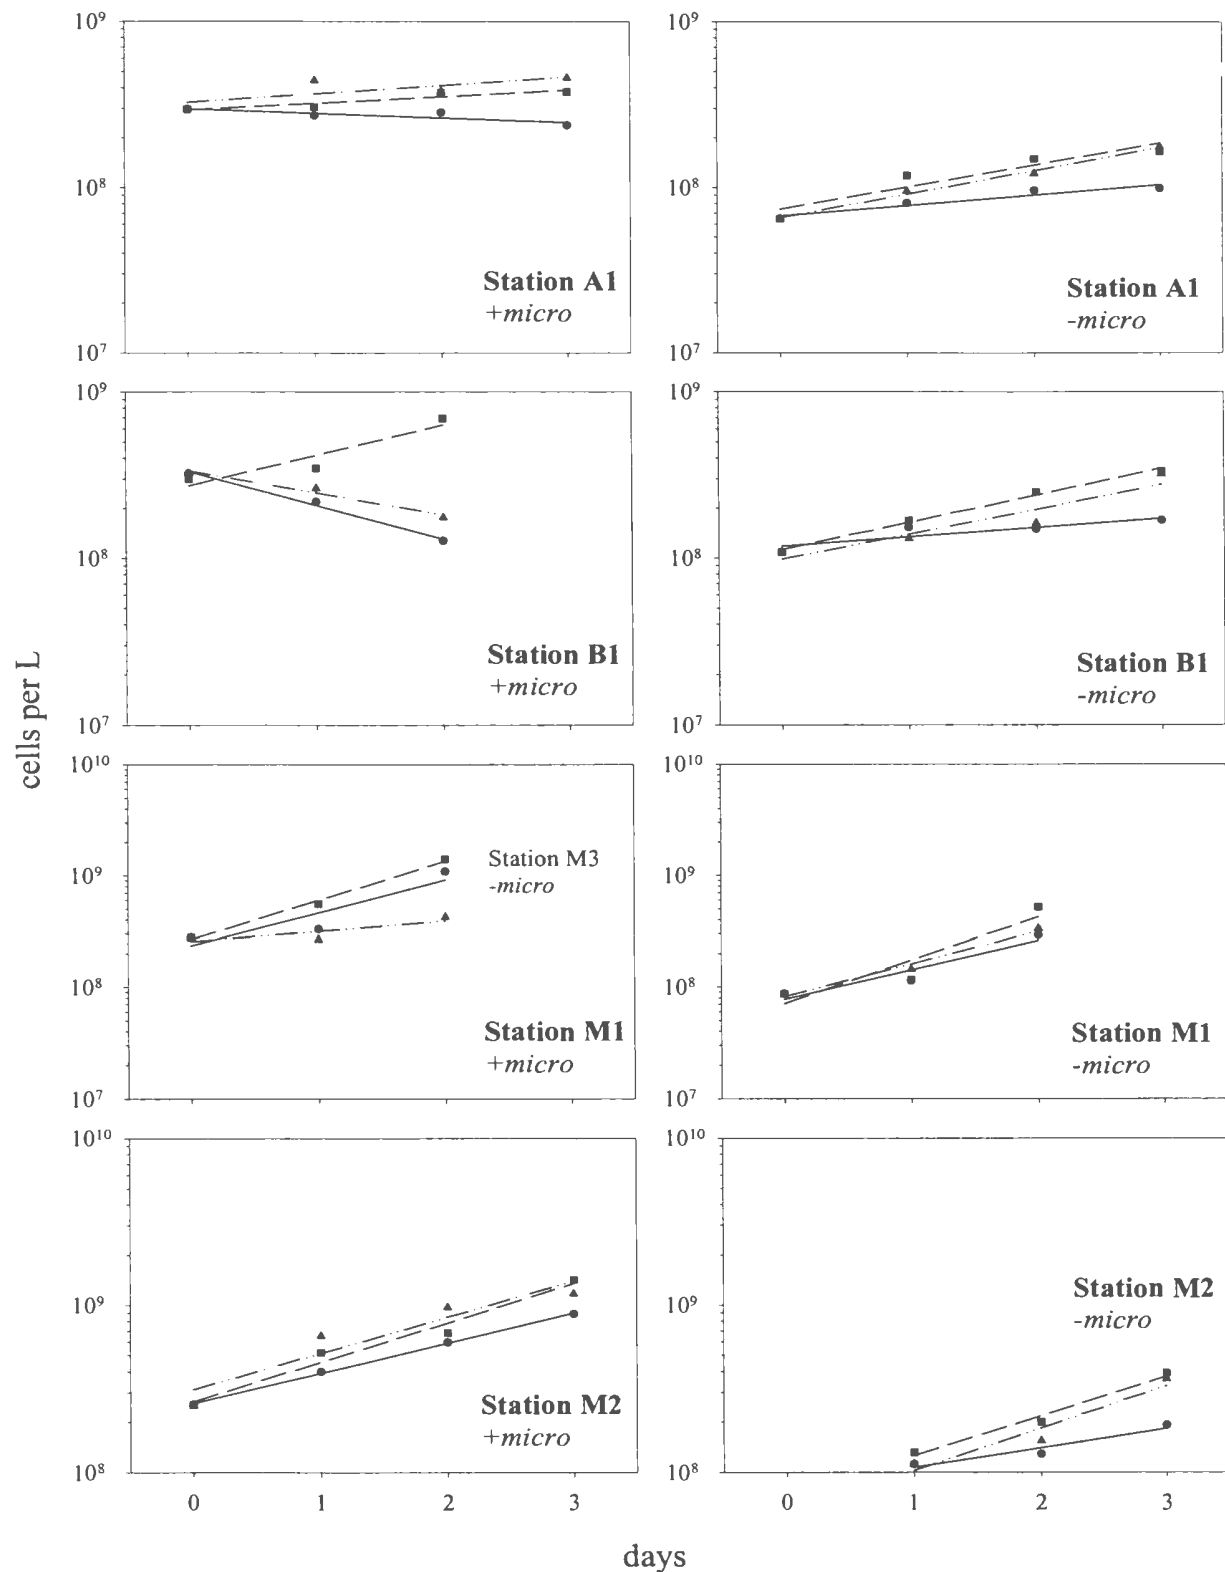 cells per L
10⁹
10⁸
10⁷
Station A1
+micro
10⁹
10⁸
10⁷
Station A1
-micro
10⁹
10⁸
10⁷
Station B1
+micro
10⁹
10⁸
10⁷
Station B1
-micro
10¹⁰
10⁹
10⁸
10⁷
Station M3
-micro
Station M1
+micro
10¹⁰
10⁹
10⁸
10⁷
Station M1
-micro
10¹⁰
10⁹
10⁸
Station M2
+micro
0 1 2 3
10¹⁰
10⁹
10⁸
Station M2
-micro
0 1 2 3
days